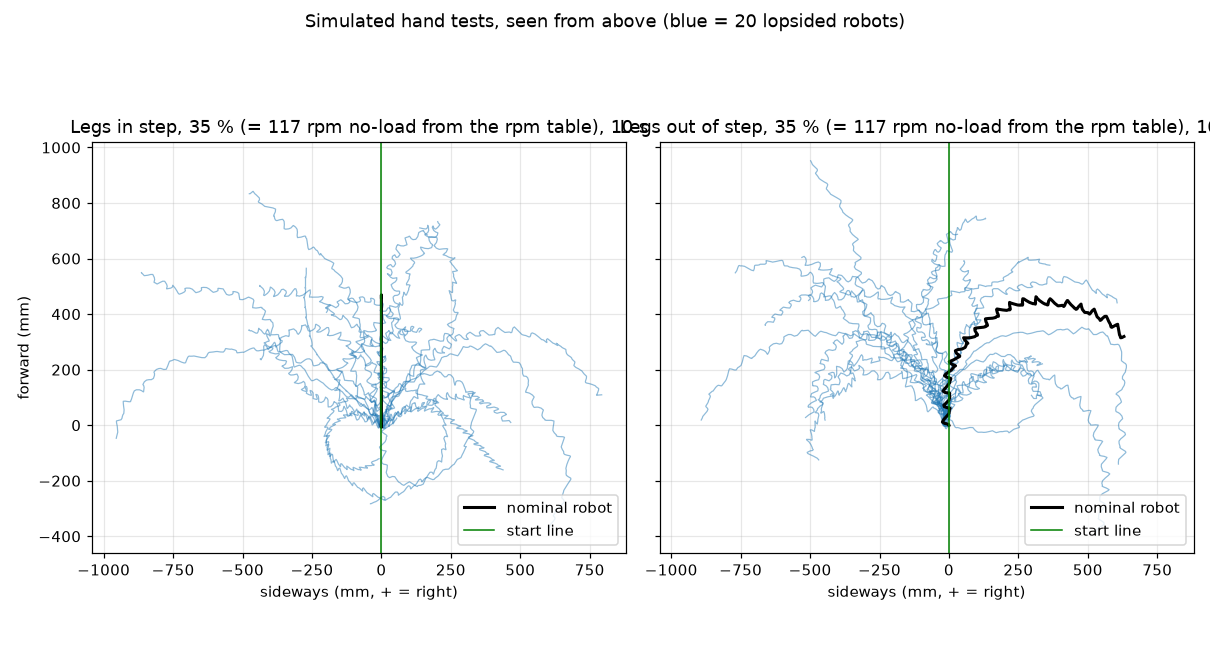 Simulated hand tests, seen from above (blue = 20 lopsided robots)
Legs in step, 35 % (= 117 rpm no-load from the rpm table), 10 s
Legs out of step, 35 % (= 117 rpm no-load from the rpm table), 10
forward (mm)
1000
800
600
400
200
0
−200
−400
nominal robot
start line
−1000 −750 −500 −250 0 250 500 750
sideways (mm, + = right)
nominal robot
start line
−1000 −750 −500 −250 0 250 500 750
sideways (mm, + = right)